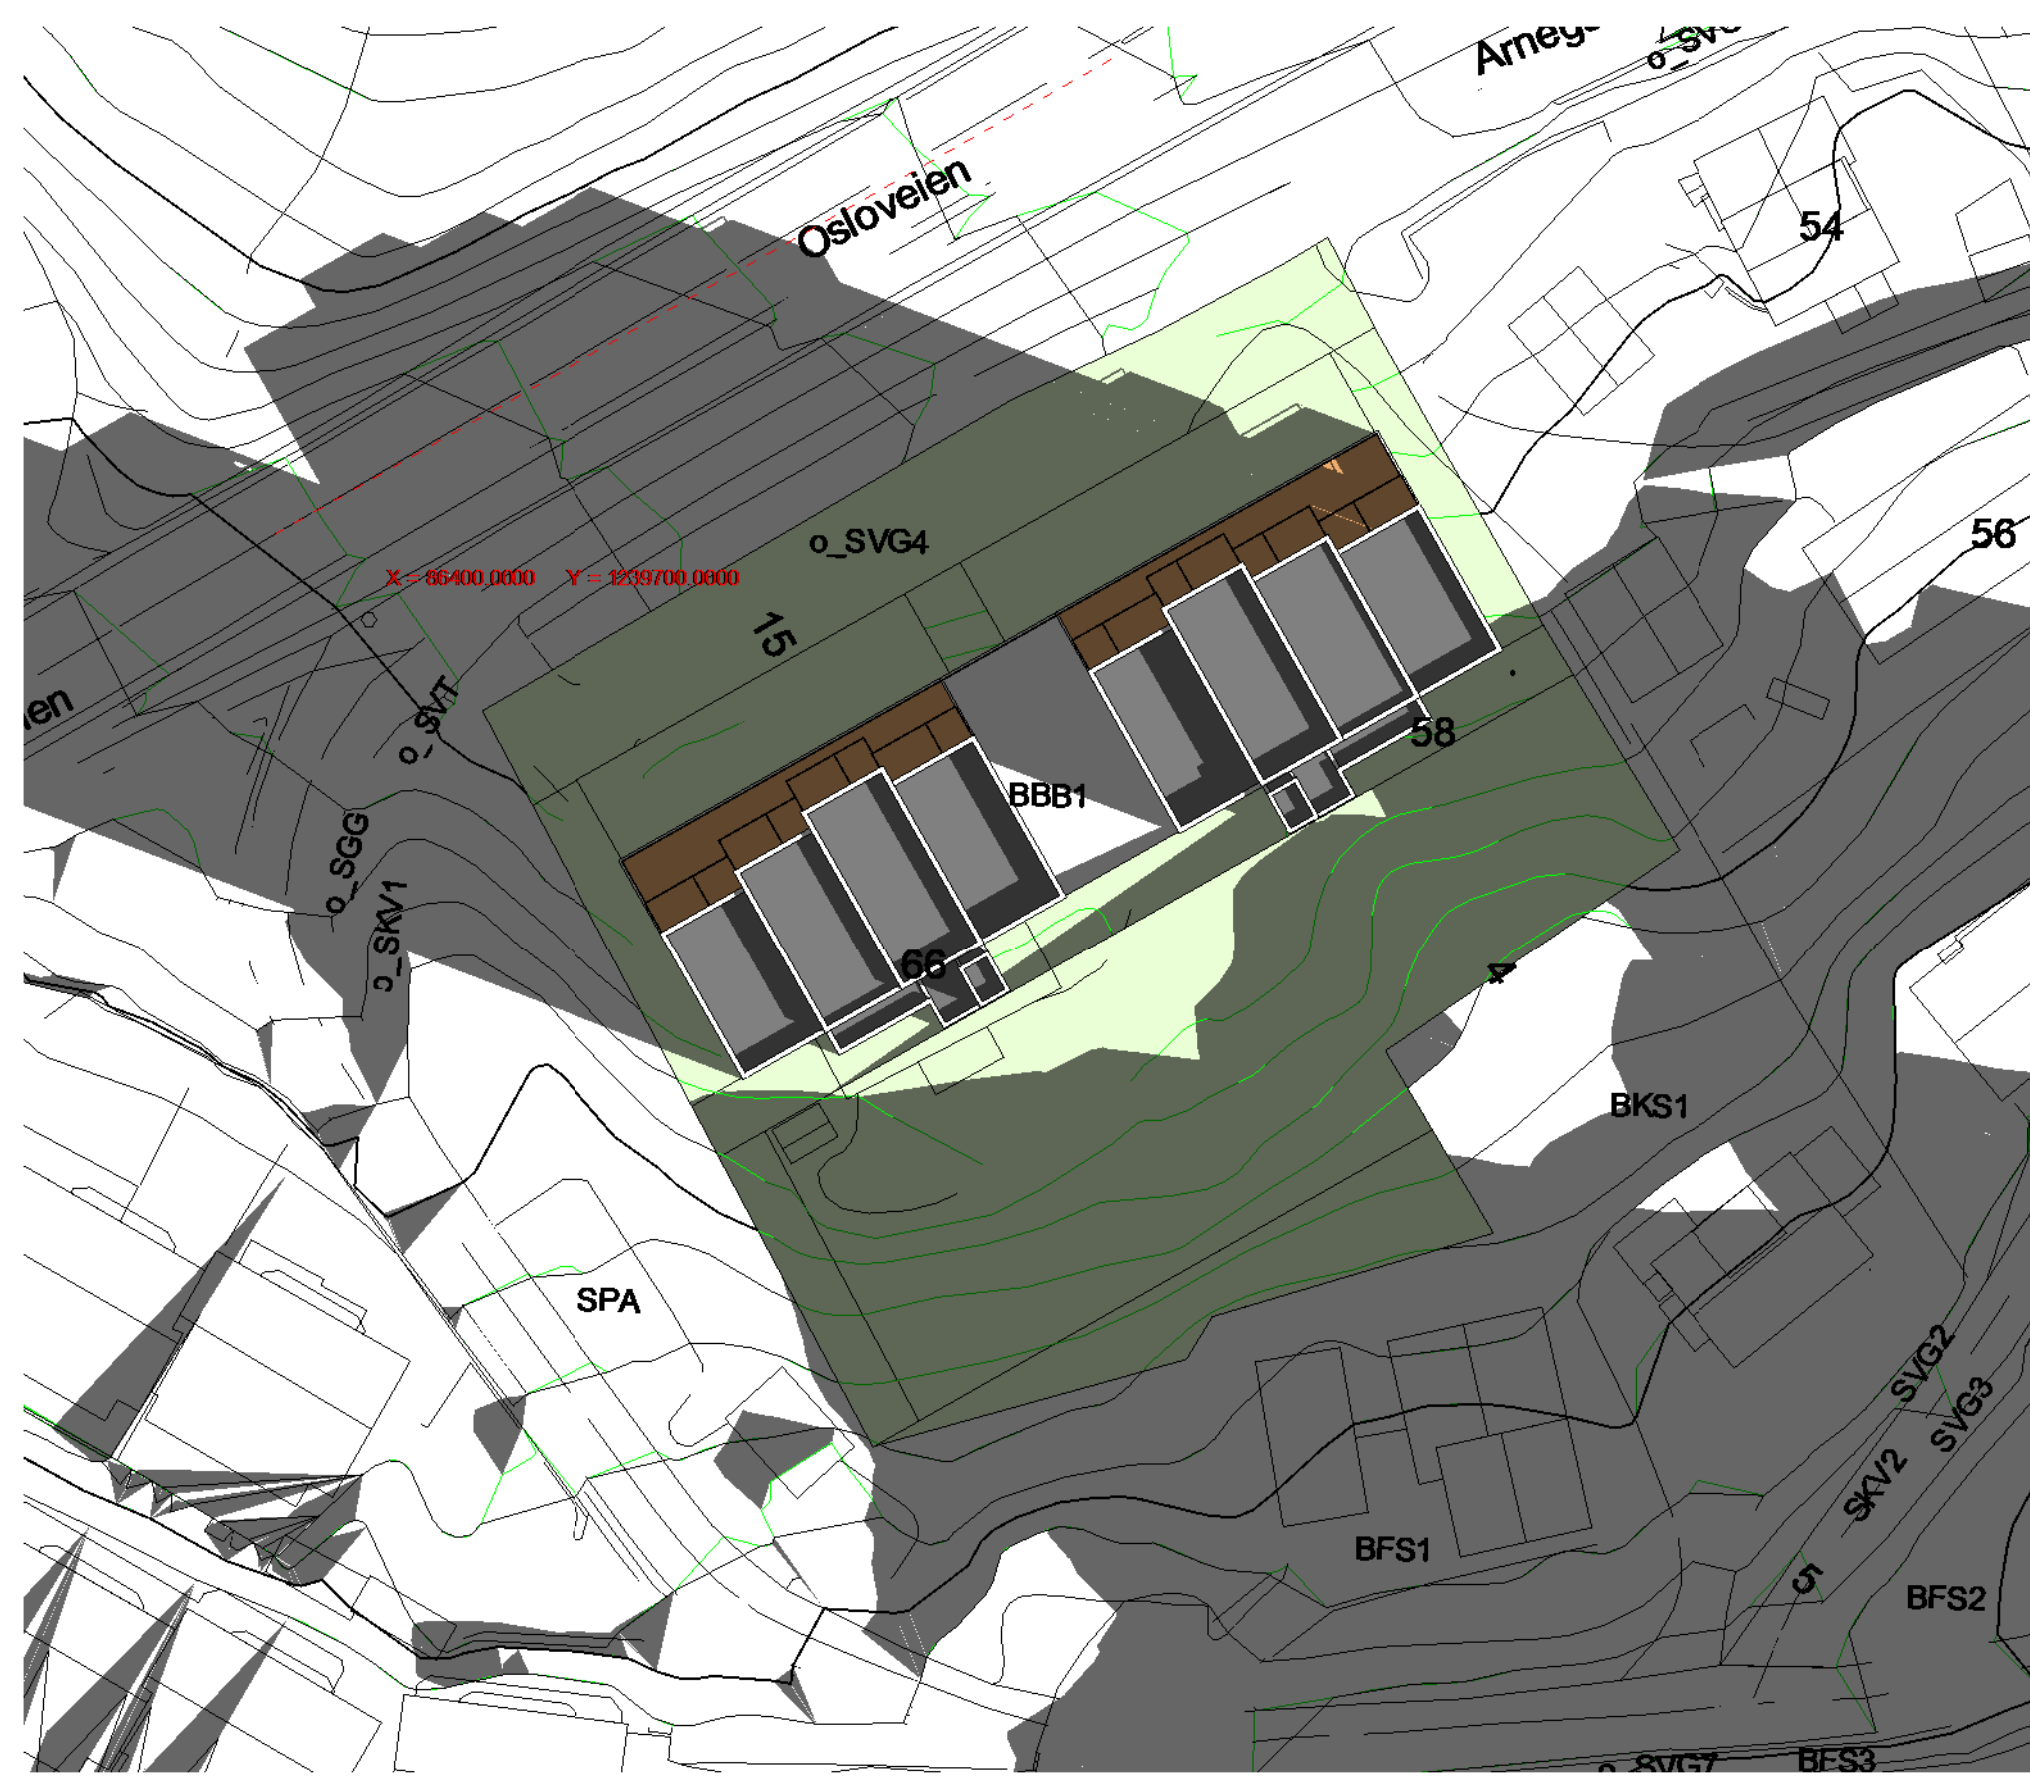 Osloveien
54
56
o_SVG4
X = 86400.0000 Y = 1239700.0000
15
o_SVT
58
BBB1
o_SGG
o_SKV1
66
4
BKS1
SPA
SVG2
SVG3
SKV2
BFS1
5
BFS2
o_SVG7
BFS3